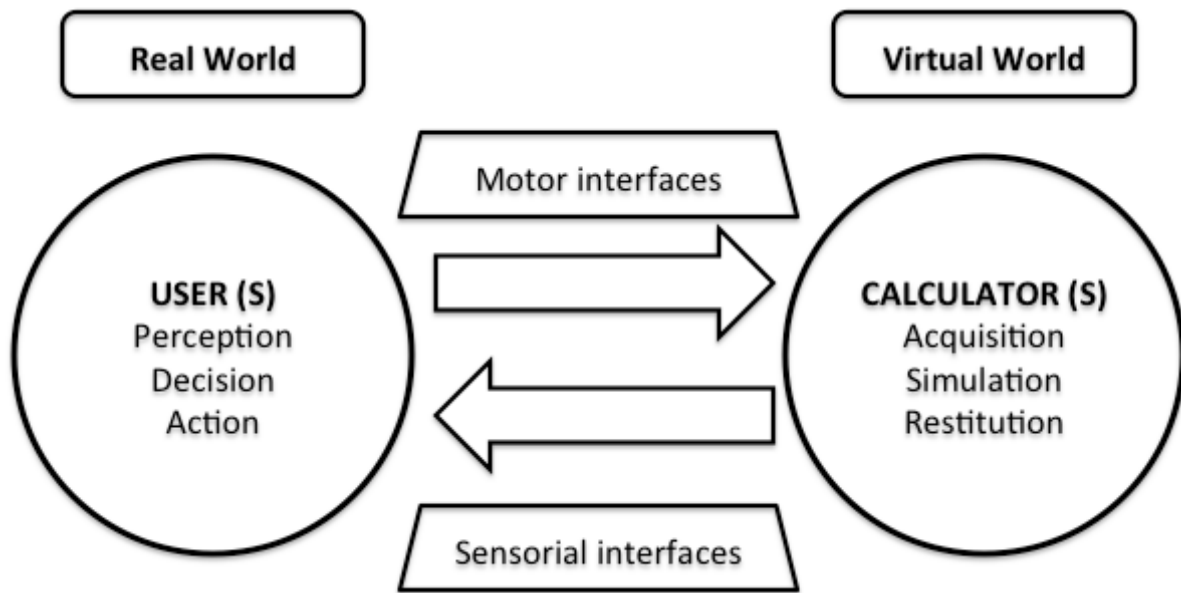 Real World
Virtual World
Motor interfaces
USER (S)
Perception
Decision
Action
CALCULATOR (S)
Acquisition
Simulation
Restitution
Sensorial interfaces